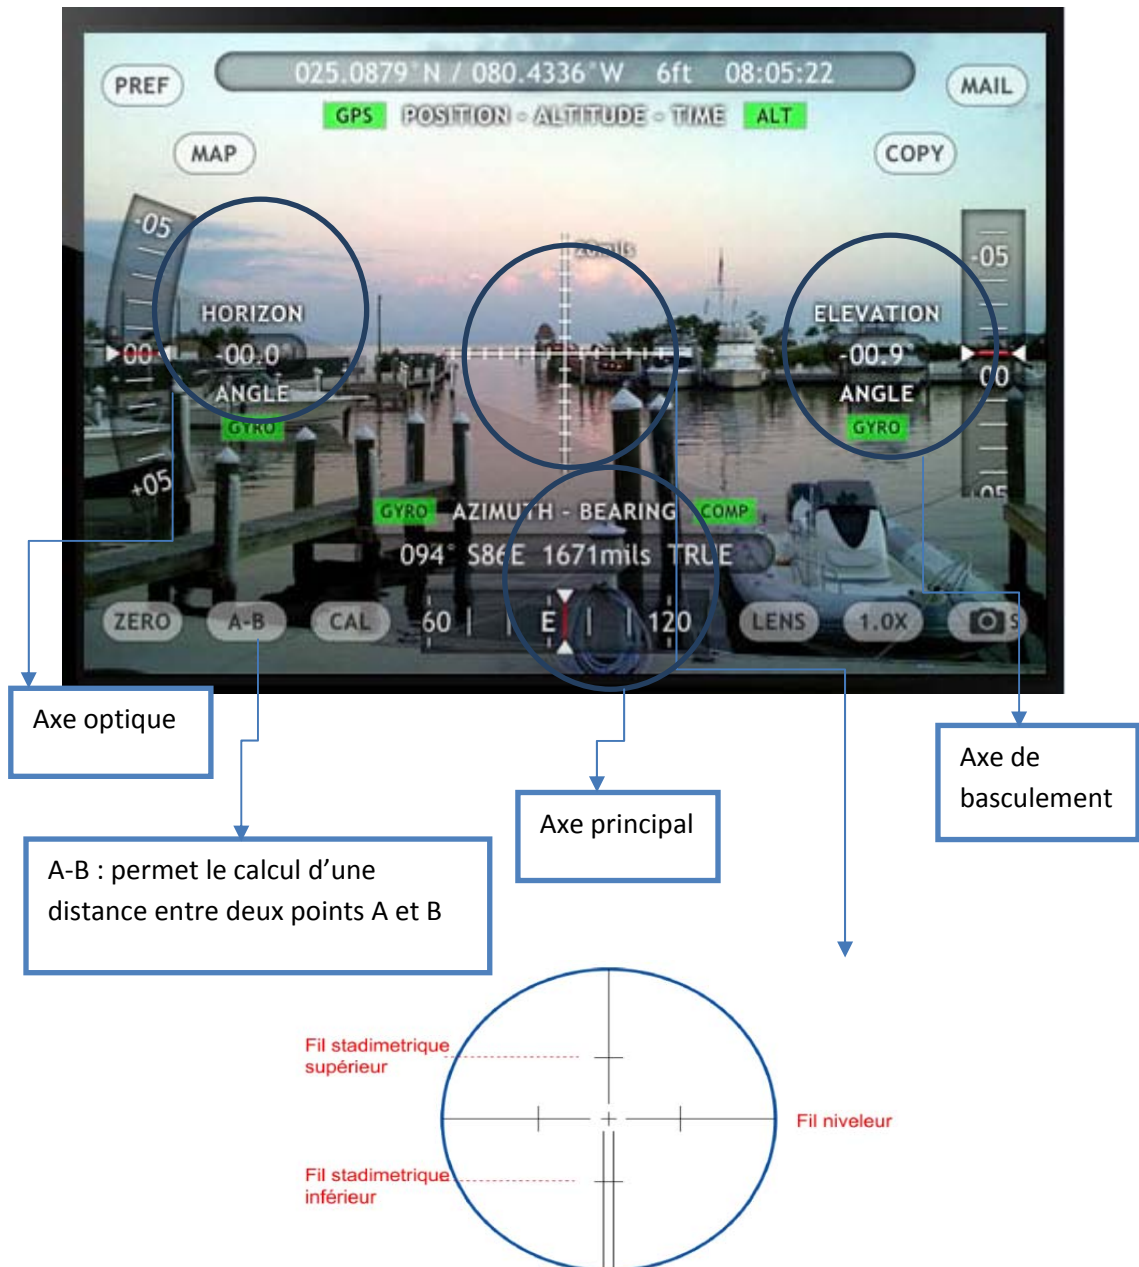 025.0879°N / 080.4336°W 6ft 08:05:22
PREF
MAIL
GPS POSITION - ALTITUDE - TIME ALT
MAP
COPY
-05
20mils
-05
HORIZON
ELEVATION
00
-00.0
-00.9
00
ANGLE
ANGLE
GYRO
GYRO
+05
+05
GYRO AZIMUTH - BEARING COMP
094° S86E 1671mils TRUE
ZERO
A-B
CAL
60 | | E | | 120
LENS
1.0X
S
Axe optique
Axe de
basculement
Axe principal
A-B : permet le calcul d'une
distance entre deux points A et B
Fil stadimetrique
supérieur
Fil niveleur
Fil stadimetrique
inférieur